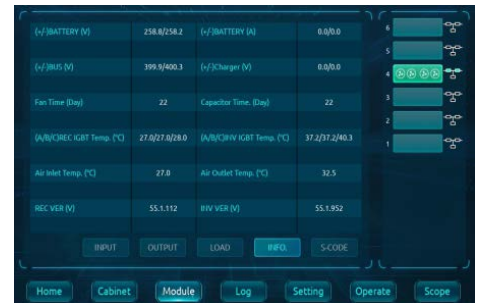 (+/-)BATTERY (V) 258.8/258.2 (+/-)BATTERY (A) 0.0/0.0
(+/-)BUS (V) 399.9/400.3 (+/-)Charger (V) 0.0/0.0
Fan Time (Day) 22 Capacitor Time. (Day) 22
(A/B/C)REC IGBT Temp. (℃) 27.0/27.0/28.0 (A/B/C)INV IGBT Temp. (℃) 37.2/37.2/40.3
Air Inlet Temp. (℃) 27.0 Air Outlet Temp. (℃) 32.5
REC VER (V) 55.1.112 INV VER (V) 55.1.952
INPUT OUTPUT LOAD INFO. S-CODE
6
5
4
3
2
1
Home Cabinet Module Log Setting Operate Scope